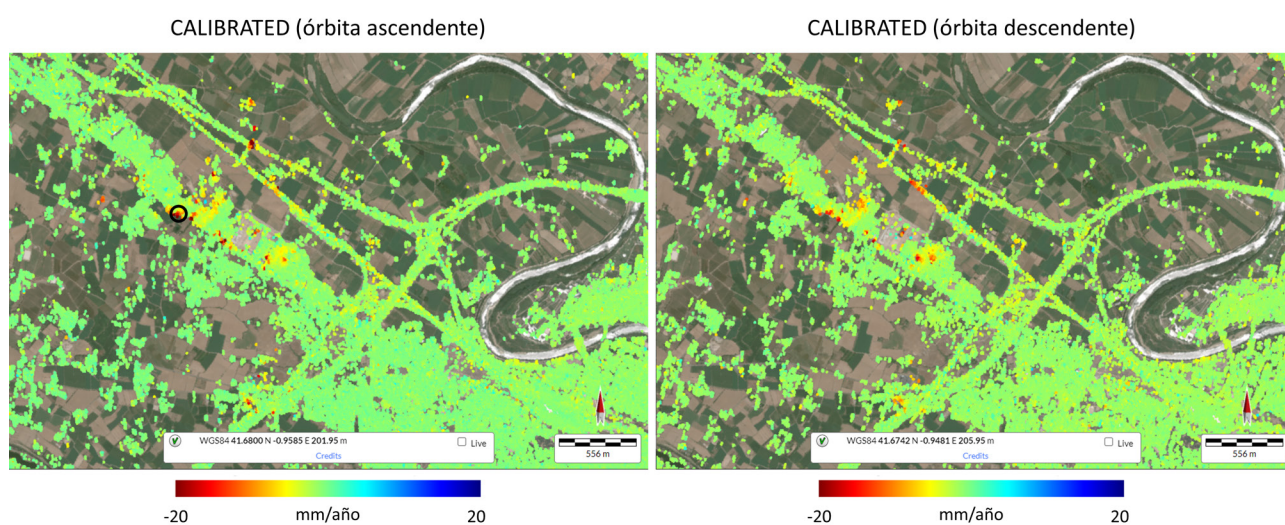 CALIBRATED (órbita ascendente)
CALIBRATED (órbita descendente)
WGS84 41.6800 N -0.9585 E 201.95 m
Live
Credits
556 m
WGS84 41.6742 N -0.9481 E 205.95 m
Live
Credits
556 m
-20 mm/año 20
-20 mm/año 20